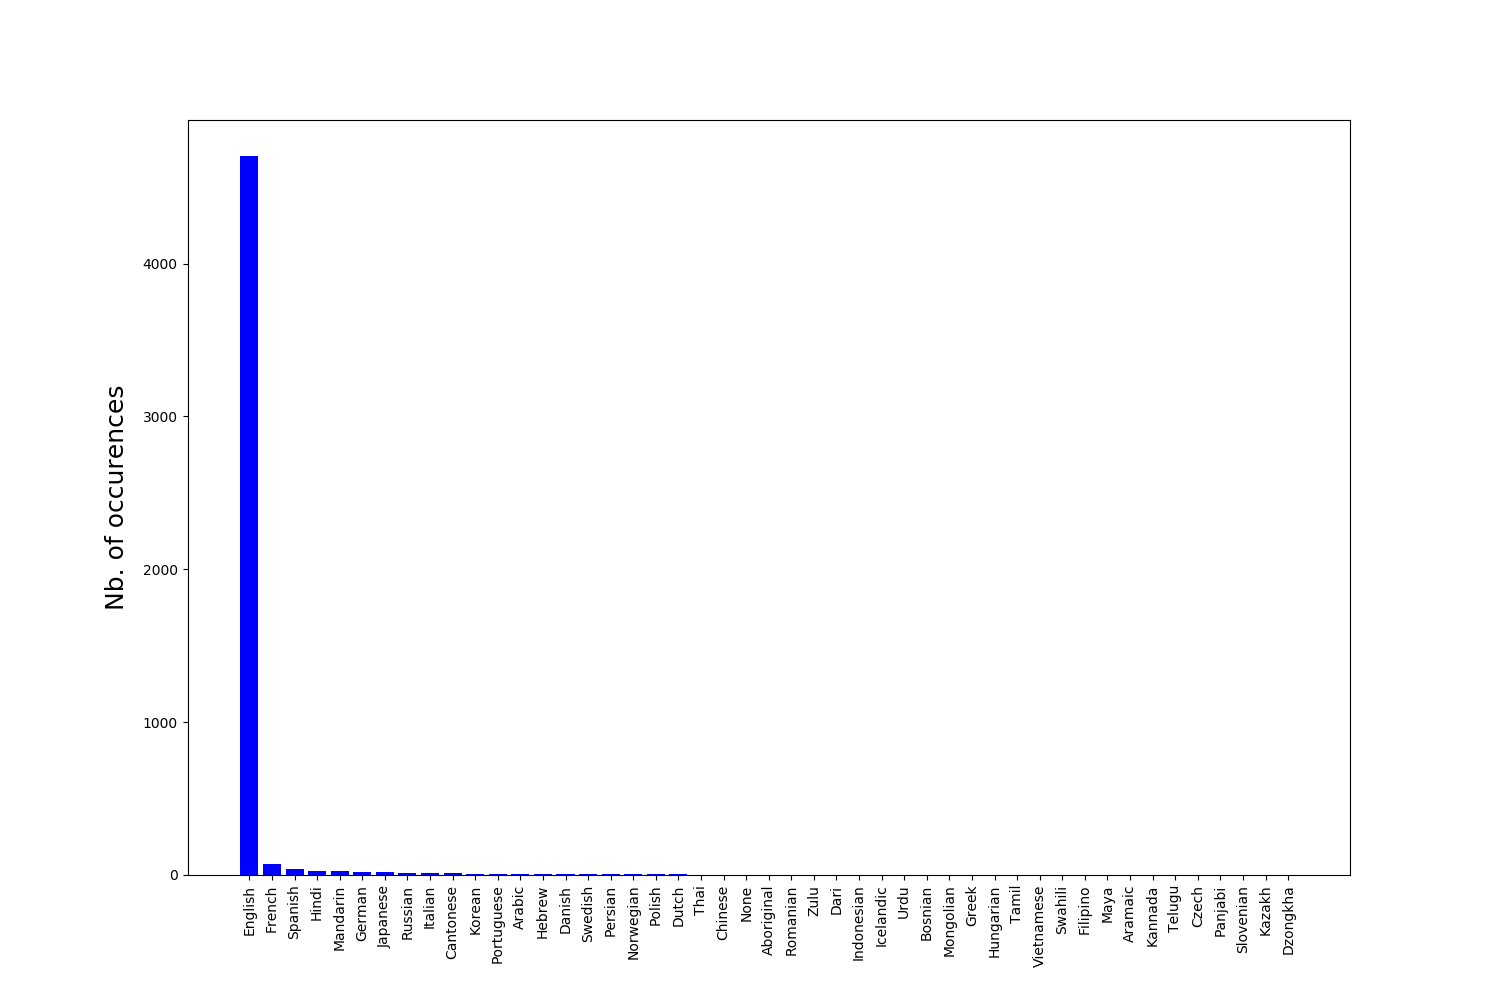 Nb. of occurences
4000
3000
2000
1000
0
English
French
Spanish
Hindi
Mandarin
German
Japanese
Russian
Italian
Cantonese
Korean
Portuguese
Arabic
Hebrew
Danish
Swedish
Persian
Norwegian
Polish
Dutch
Thai
Chinese
None
Aboriginal
Romanian
Zulu
Dari
Indonesian
Icelandic
Urdu
Bosnian
Mongolian
Greek
Hungarian
Tamil
Vietnamese
Swahili
Filipino
Maya
Aramaic
Kannada
Telugu
Czech
Panjabi
Slovenian
Kazakh
Dzongkha